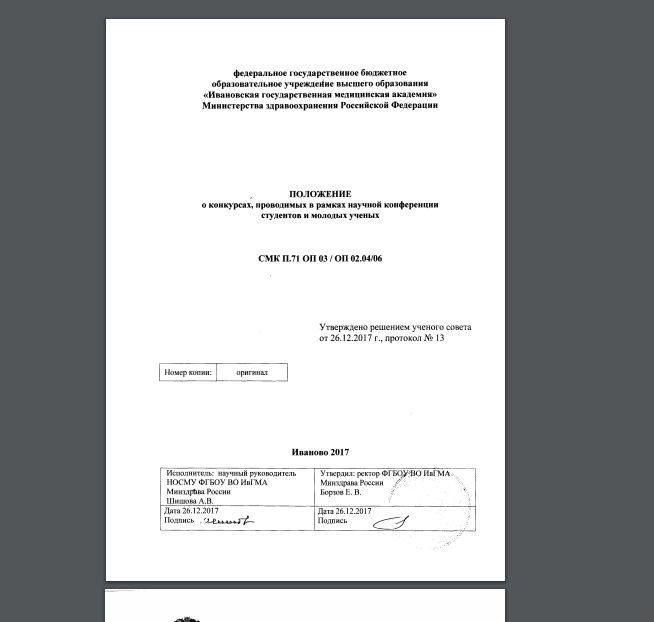 федеральное государственное бюджетное
образовательное учреждение высшего образования
«Ивановская государственная медицинская академия»
Министерства здравоохранения Российской Федерации
ПОЛОЖЕНИЕ
о конкурсах, проводимых в рамках научной конференции
студентов и молодых ученых
СМК П.71 ОП 03 / ОП 02.04/06
Утверждено решением ученого совета
от 26.12.2017 г., протокол № 13
Номер копии: оригинал
Иваново 2017
Исполнитель: научный руководитель
НОСМУ ФГБОУ ВО ИвГМА
Минздрава России
Шишова А.В.
Дата 26.12.2017
Подпись
Утвердил: ректор ФГБОУ ВО ИвГМА
Минздрава России
Борзов Е. В.
Дата 26.12.2017
Подпись